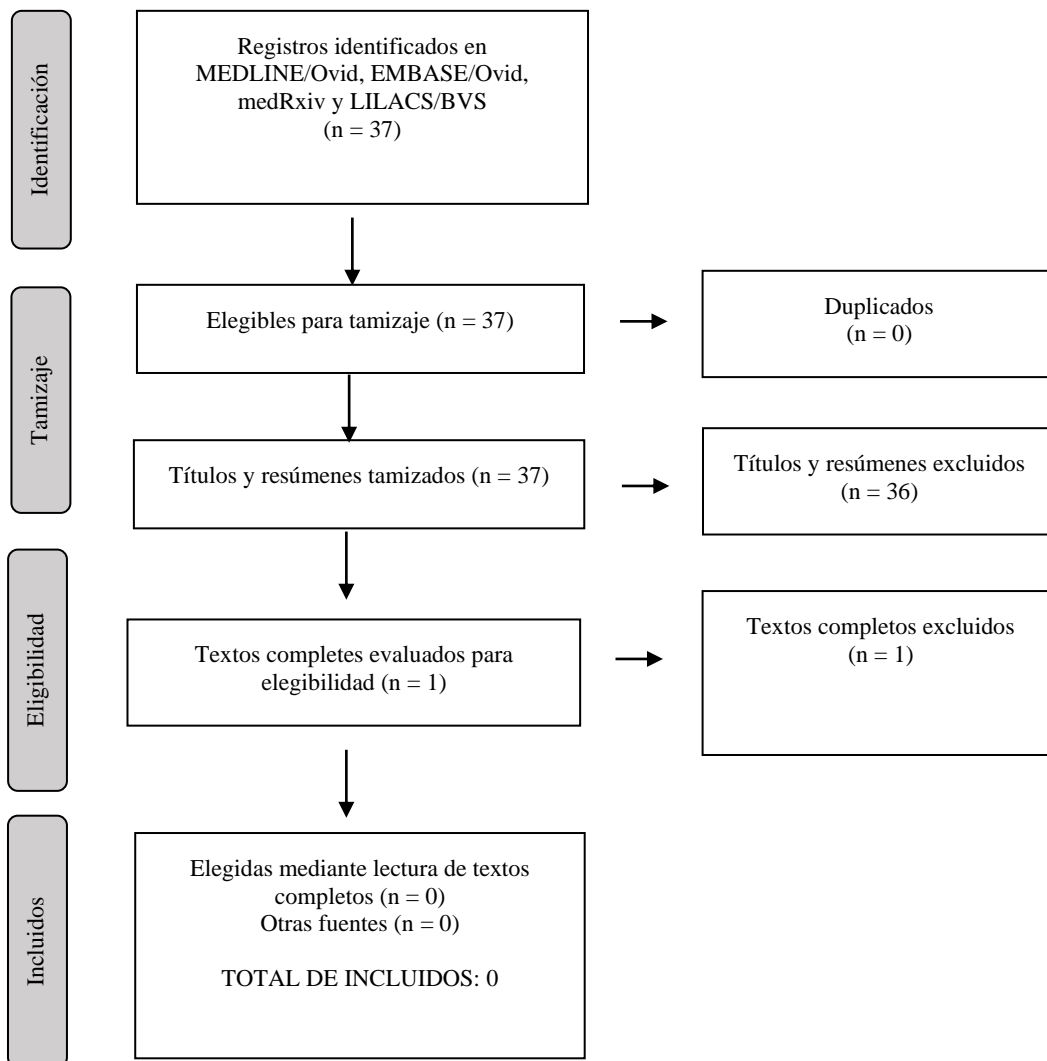 Identificación
Registros identificados en
MEDLINE/Ovid, EMBASE/Ovid,
medRxiv y LILACS/BVS
(n = 37)
Tamizaje
Elegibles para tamizaje (n = 37)
Duplicados
(n = 0)
Títulos y resúmenes tamizados (n = 37)
Títulos y resúmenes excluidos
(n = 36)
Eligibilidad
Textos completes evaluados para
elegibilidad (n = 1)
Textos completos excluidos
(n = 1)
Incluidos
Elegidas mediante lectura de textos
completos (n = 0)
Otras fuentes (n = 0)
TOTAL DE INCLUIDOS: 0